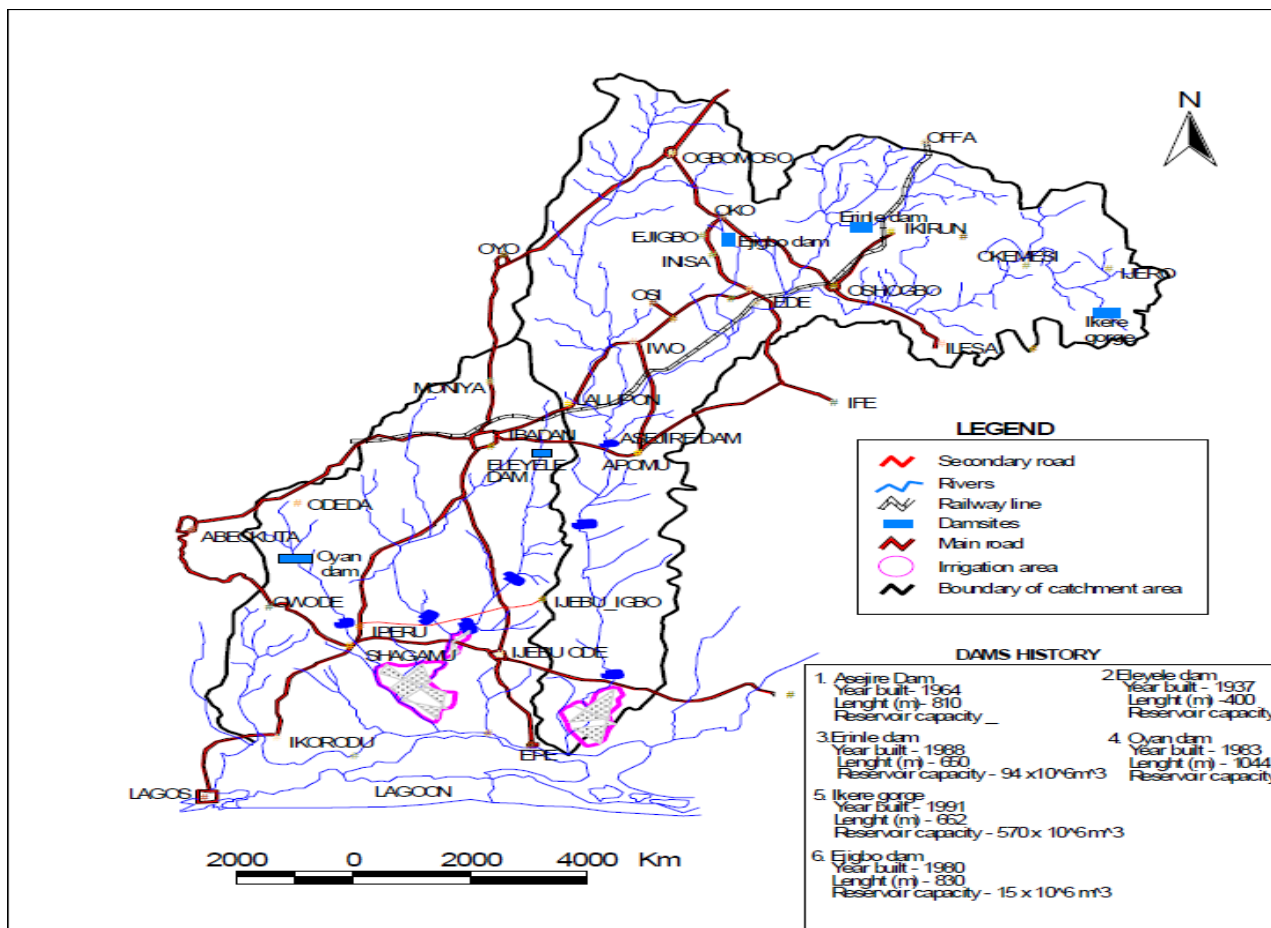 N
OFFA
OGBOMOSO
OKO
Erinle dam
EJIGBO
Ejigbo dam
IKIRUN
OYO
INISA
OKEMESI
IJERO
OSI
OSHOGBO
EDE
Ikere
gorge
IWO
ILESA
MONIYA
LALUPON
IFE
IBADAN
ASEJIRE DAM
ELEYELE
DAM
APOMU
ODEDA
ABEOKUTA
Oyan
dam
OWODE
IJEBU_IGBO
IPERU
SHAGAMU
IJEBU ODE
IKORODU
EPE
LAGOS
LAGOON
2000 0 2000 4000 Km
LEGEND
Secondary road
Rivers
Railway line
Damsites
Main road
Irrigation area
Boundary of catchment area
DAMS HISTORY
1. Asejire Dam
Year built- 1964
Lenght (m)- 810
Reservoir capacity _
2.Eleyele dam
Year built - 1937
Lenght (m) -400
Reservoir capacity
3.Erinle dam
Year built - 1988
Lenght (m) - 650
Reservoir capacity - 94 x10^6m^3
4. Oyan dam
Year built - 1983
Lenght (m) - 1044
Reservoir capacity
5. Ikere gorge
Year built - 1991
Lenght (m) - 662
Reservoir capacity - 570 x 10^6 m^3
6. Ejigbo dam
Year built - 1980
Lenght (m) - 830
Reservoir capacity - 15 x 10^6 m^3